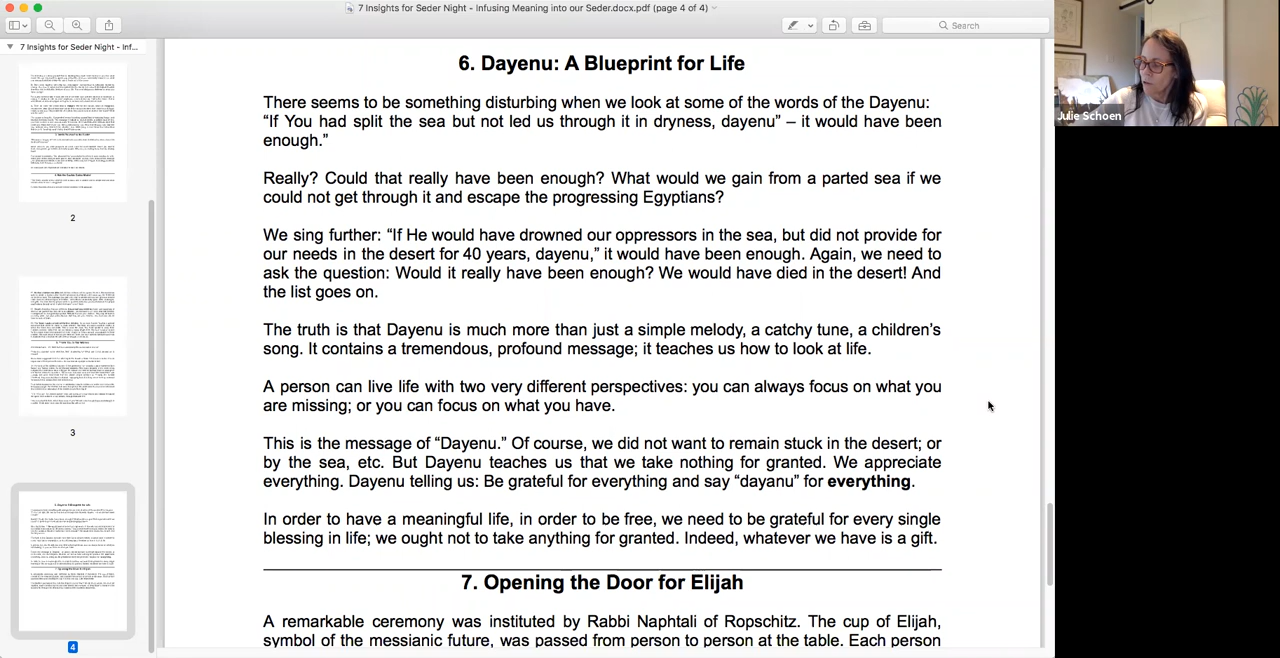 7 Insights for Seder Night - Infusing Meaning into our Seder.docx.pdf (page 4 of 4)
Search
7 Insights for Seder Night - Inf...
2
3
4
6. Dayenu: A Blueprint for Life
There seems to be something disturbing when we look at some of the words of the Dayenu:
“If You had split the sea but not led us through it in dryness, dayenu” – it would have been
enough.”
Really? Could that really have been enough? What would we gain from a parted sea if we
could not get through it and escape the progressing Egyptians?
We sing further: “If He would have drowned our oppressors in the sea, but did not provide for
our needs in the desert for 40 years, dayenu,” it would have been enough. Again, we need to
ask the question: Would it really have been enough? We would have died in the desert! And
the list goes on.
The truth is that Dayenu is much more than just a simple melody, a catchy tune, a children’s
song. It contains a tremendous, profound message; it teaches us how to look at life.
A person can live life with two very different perspectives: you can always focus on what you
are missing; or you can focus on what you have.
This is the message of “Dayenu.” Of course, we did not want to remain stuck in the desert; or
by the sea, etc. But Dayenu teaches us that we take nothing for granted. We appreciate
everything. Dayenu telling us: Be grateful for everything and say “dayanu” for everything.
In order to have a meaningful life, in order to be free, we need to be grateful for every single
blessing in life; we ought not to take anything for granted. Indeed, whatever we have is a gift.
7. Opening the Door for Elijah
A remarkable ceremony was instituted by Rabbi Naphtali of Ropschitz. The cup of Elijah,
symbol of the messianic future, was passed from person to person at the table. Each person
Julie Schoen